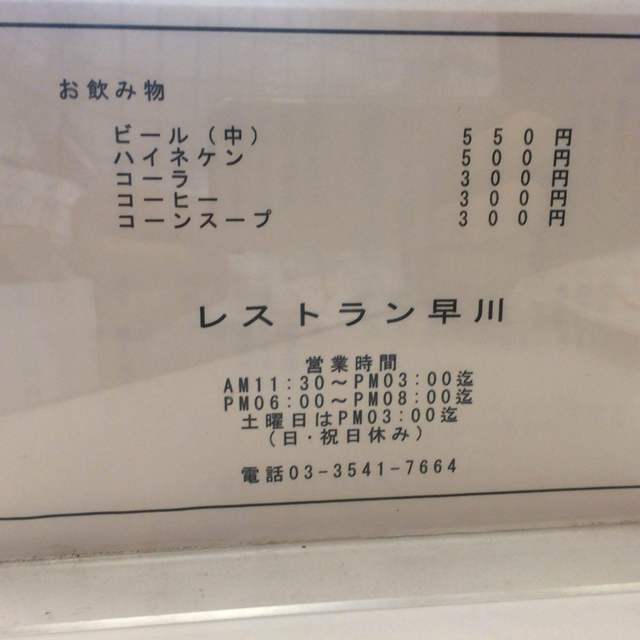 お飲み物
ビール（中） 550円
ハイネケン 500円
コーラ 300円
コーヒー 300円
コーンスープ 300円
レストラン早川
営業時間
AM11:30～PM03:00迄
PM06:00～PM08:00迄
土曜日はPM03:00迄
（日・祝日休み）
電話03-3541-7664